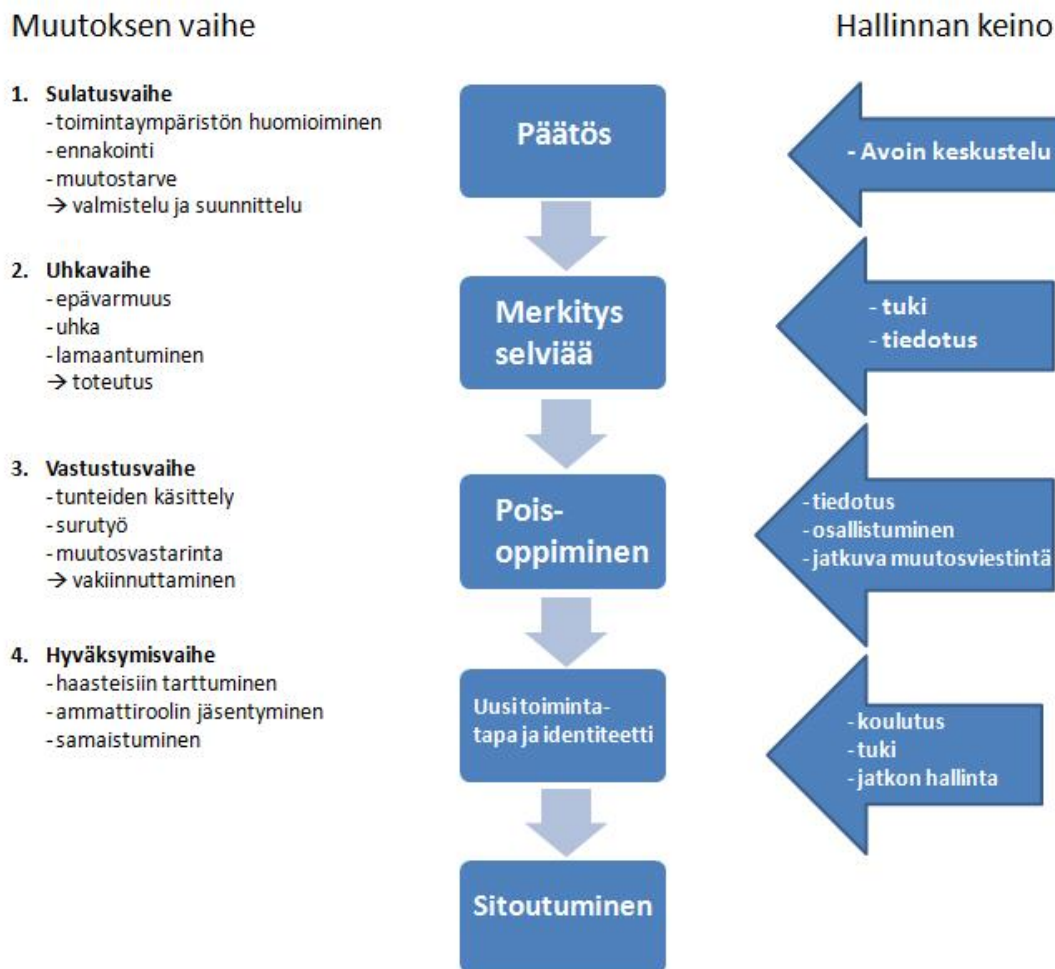 Muutoksen vaihe
Hallinnan keino
1. Sulatusvaihe
-toimintaympäristön huomioiminen
-ennakointi
-muutostarve
→ valmistelu ja suunnittelu
Päätös
- Avoin keskustelu
2. Uhkavaihe
-epävarmuus
-uhka
-lamaantuminen
→ toteutus
Merkitys
selviää
- tuki
- tiedotus
3. Vastustusvaihe
-tunteiden käsittely
-surutyö
-muutosvastarinta
→ vakiinnuttaminen
Pois-
oppiminen
-tiedotus
-osallistuminen
-jatkuva muutosviestintä
4. Hyväksymisvaihe
-haasteisiin tarttuminen
-ammattiroolin jäsentyminen
-samaistuminen
Uusi toiminta-
tapa ja identiteetti
-koulutus
-tuki
-jatkon hallinta
Sitoutuminen